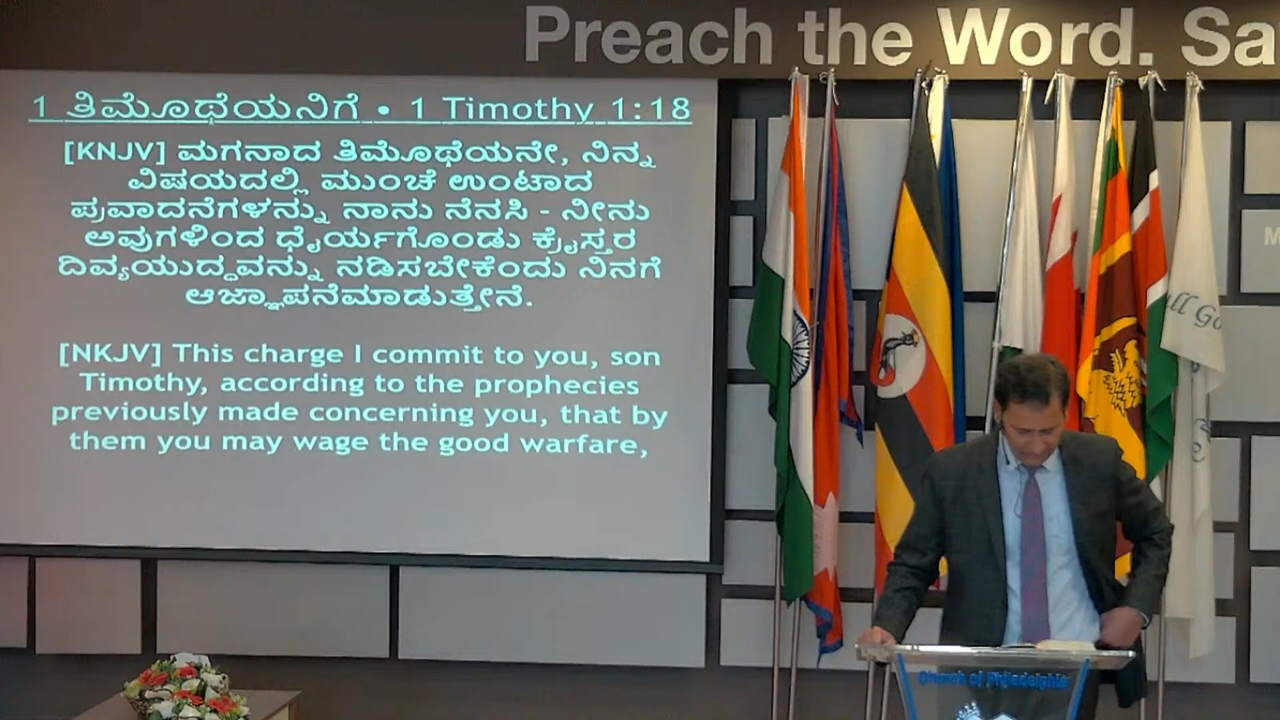 Preach the Word. Sa
1 ತಿಮೊಥೆಯನಿಗೆ • 1 Timothy 1:18
[KNJV] ಮಗನಾದ ತಿಮೊಥೆಯನೇ, ನಿನ್ನ
ವಿಷಯದಲ್ಲಿ ಮುಂಚೆ ಉಂಟಾದ
ಪ್ರವಾದನೆಗಳನ್ನು ನಾನು ನೆನಸಿ - ನೀನು
ಅವುಗಳಿಂದ ಧೈರ್ಯಗೊಂಡು ಕ್ರೈಸ್ತರ
ದಿವ್ಯಯುದ್ಧವನ್ನು ನಡಿಸಬೇಕೆಂದು ನಿನಗೆ
ಆಜ್ಞಾಪನೆಮಾಡುತ್ತೇನೆ.
[NKJV] This charge I commit to you, son
Timothy, according to the prophecies
previously made concerning you, that by
them you may wage the good warfare,
M
ll Go
Church of Philadelphia